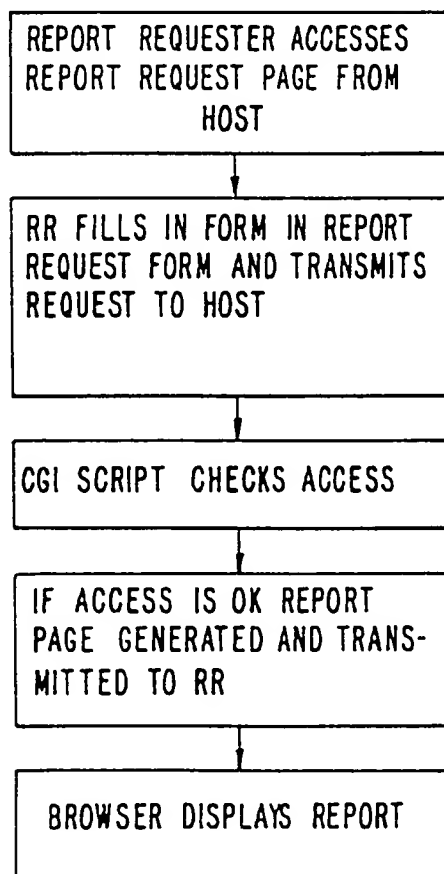 REPORT REQUESTER ACCESSES
REPORT REQUEST PAGE FROM
HOST
RR FILLS IN FORM IN REPORT
REQUEST FORM AND TRANSMITS
REQUEST TO HOST
CGI SCRIPT CHECKS ACCESS
IF ACCESS IS OK REPORT
PAGE GENERATED AND TRANS-
MITTED TO RR
BROWSER DISPLAYS REPORT